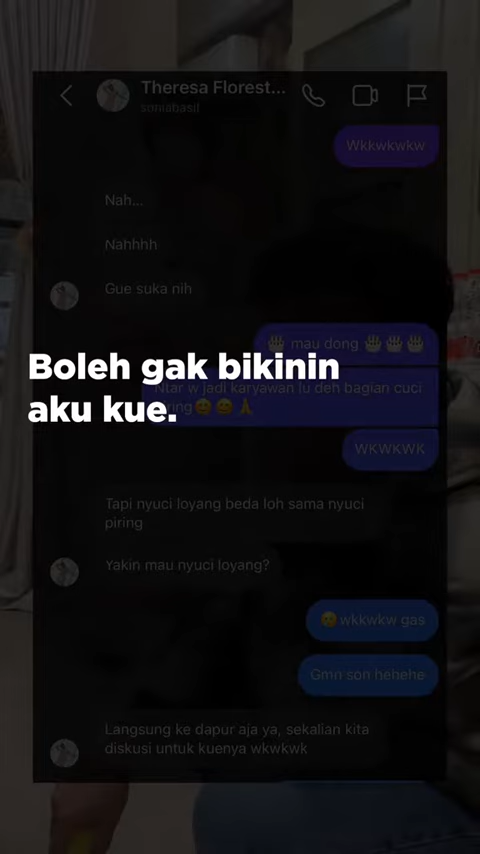 Theresa Florest...
soniabasil
Wkkwkwkw
Nah...
Nahhhh
Gue suka nih
🎂 mau dong 🎂🎂🎂
Boleh gak bikinin
aku kue.
Ntar w jadi karyawan lu deh bagian cuci
WKWKWK
Tapi nyuci loyang beda loh sama nyuci
piring
Yakin mau nyuci loyang?
wkkwkw gas
Gmn son hehehe
Langsung ke dapur aja ya, sekalian kita
diskusi untuk kuenya wkwkwk